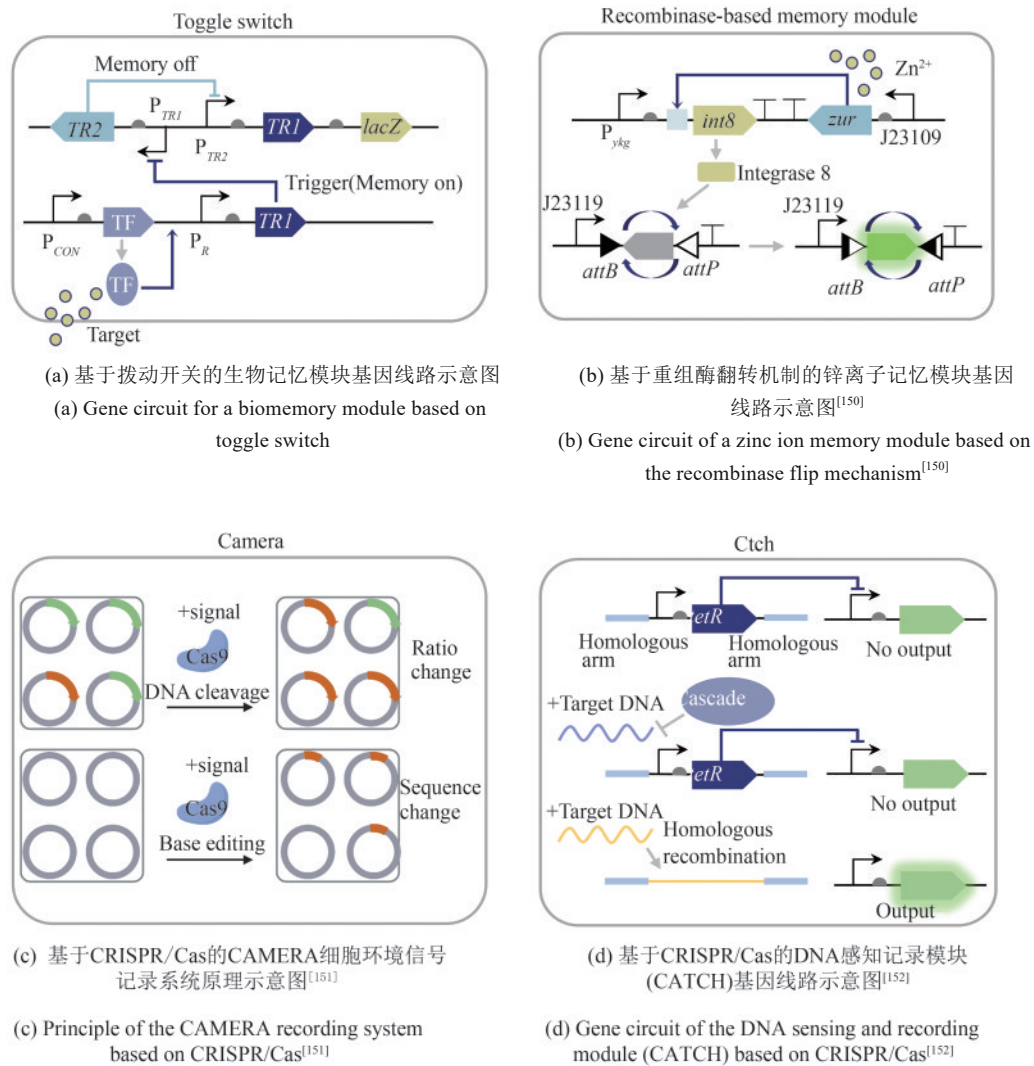 Toggle switch
Memory off
P_TR1
TR2
P_TR2
TR1
lacZ
Trigger(Memory on)
P_CON
TF
P_R
TR1
TF
Target
(a) 基于拨动开关的生物记忆模块基因线路示意图
(a) Gene circuit for a biomemory module based on
toggle switch
Recombinase-based memory module
Zn²⁺
P_ykg
int8
zur
J23109
Integrase 8
J23119
J23119
attB
attP
attB
attP
(b) 基于重组酶翻转机制的锌离子记忆模块基因
线路示意图[150]
(b) Gene circuit of a zinc ion memory module based on
the recombinase flip mechanism[150]
Camera
+signal
Cas9
DNA cleavage
Ratio
change
+signal
Cas9
Base editing
Sequence
change
(c) 基于CRISPR/Cas的CAMERA细胞环境信号
记录系统原理示意图[151]
(c) Principle of the CAMERA recording system
based on CRISPR/Cas[151]
Ctch
etR
Homologous
arm
Homologous
arm
No output
+Target DNA
ascade
etR
No output
+Target DNA
Homologous
recombination
Output
(d) 基于CRISPR/Cas的DNA感知记录模块
(CATCH)基因线路示意图[152]
(d) Gene circuit of the DNA sensing and recording
module (CATCH) based on CRISPR/Cas[152]